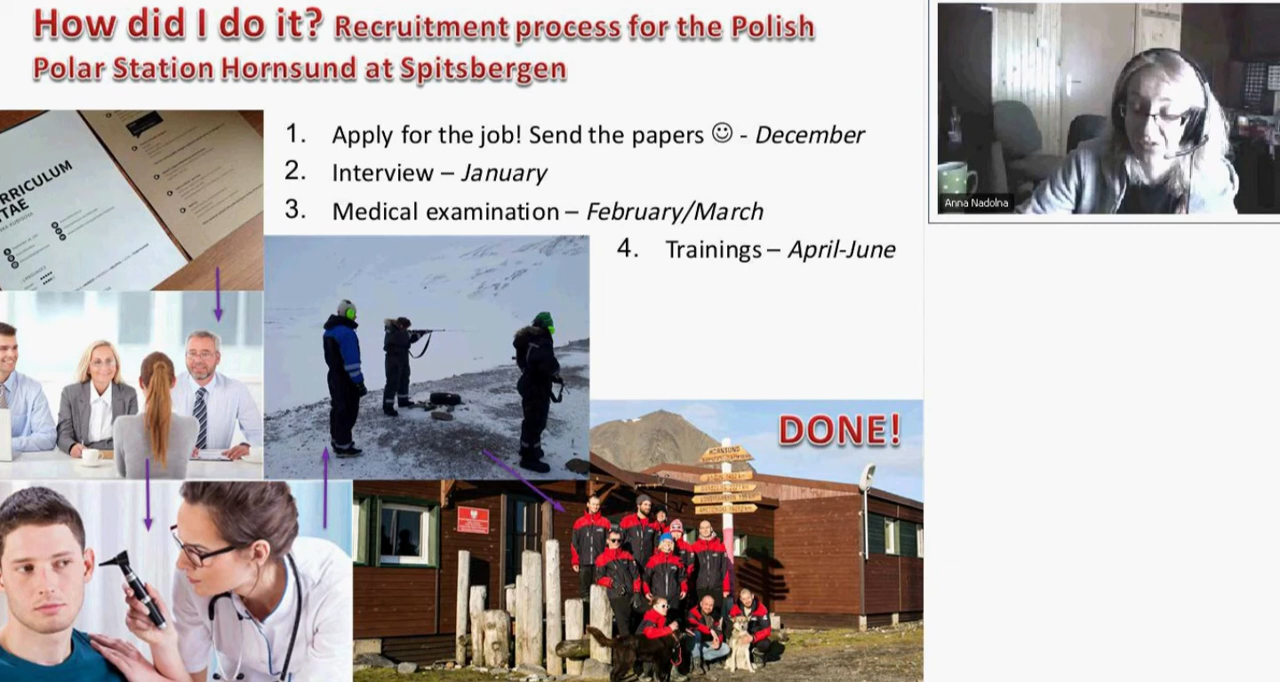 How did I do it? Recruitment process for the Polish
Polar Station Hornsund at Spitsbergen
1. Apply for the job! Send the papers ☺ - December
2. Interview – January
3. Medical examination – February/March
4. Trainings – April-June
RRICULUM
ITAE
DONE!
HORNSUND
Anna Nadolna